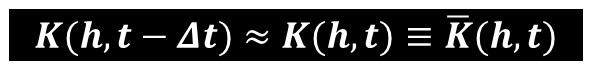 K(h, t − Δt) ≈ K(h, t) ≡ K̅(h, t)